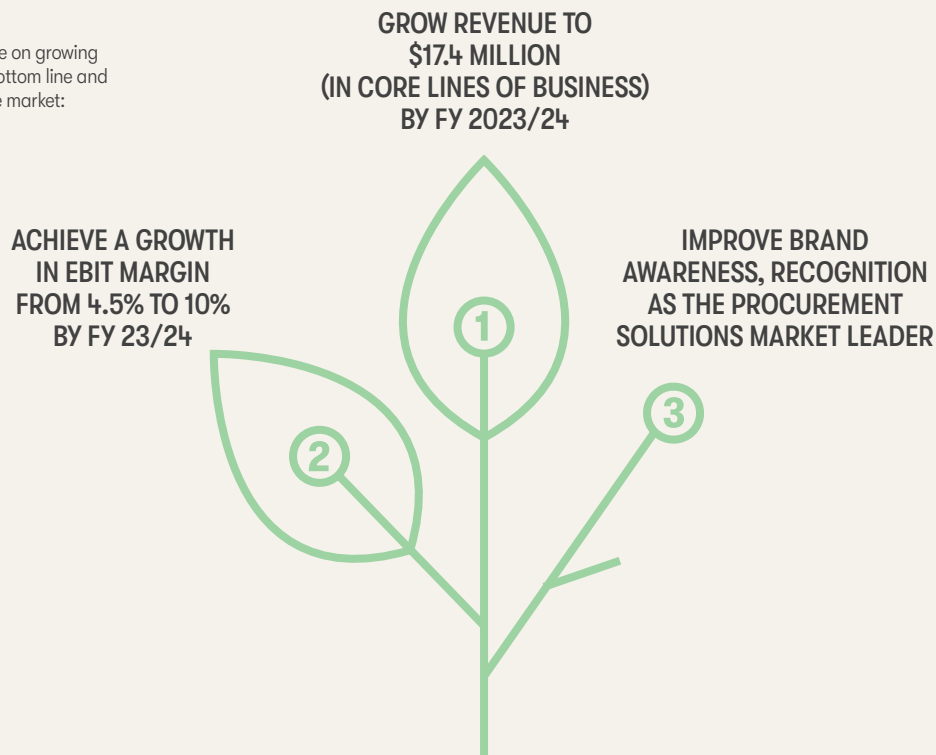 e on growing
ottom line and
e market:
GROW REVENUE TO
$17.4 MILLION
(IN CORE LINES OF BUSINESS)
BY FY 2023/24
ACHIEVE A GROWTH
IN EBIT MARGIN
FROM 4.5% TO 10%
BY FY 23/24
IMPROVE BRAND
AWARENESS, RECOGNITION
AS THE PROCUREMENT
SOLUTIONS MARKET LEADER
1
2
3